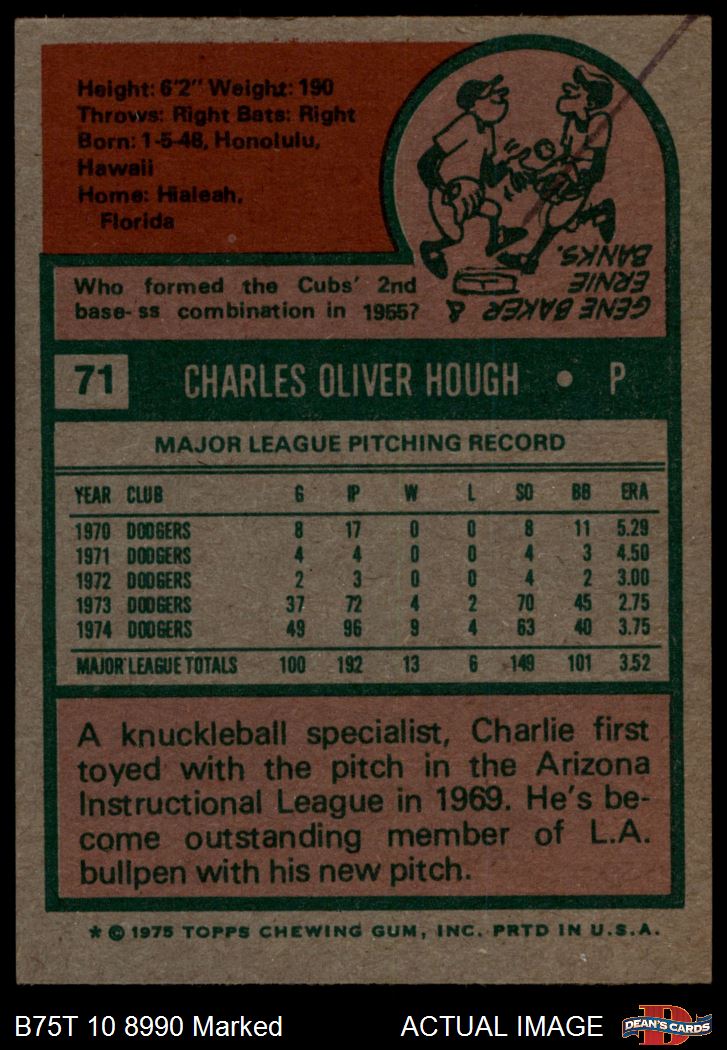 Height: 6'2" Weight: 190
Throws: Right Bats: Right
Born: 1-5-48, Honolulu,
Hawaii
Home: Hialeah,
Florida
GENE BAKER &
ERNIE
BANKS.
Who formed the Cubs' 2nd
base-ss combination in 1955?
71 CHARLES OLIVER HOUGH • P
MAJOR LEAGUE PITCHING RECORD
YEAR CLUB G IP W L SO BB ERA
1970 DODGERS 8 17 0 0 8 11 5.29
1971 DODGERS 4 4 0 0 4 3 4.50
1972 DODGERS 2 3 0 0 4 2 3.00
1973 DODGERS 37 72 4 2 70 45 2.75
1974 DODGERS 49 96 9 4 63 40 3.75
MAJOR LEAGUE TOTALS 100 192 13 6 149 101 3.52
A knuckleball specialist, Charlie first
toyed with the pitch in the Arizona
Instructional League in 1969. He's be-
come outstanding member of L.A.
bullpen with his new pitch.
* © 1975 TOPPS CHEWING GUM, INC. PRTD IN U.S.A.
B75T 10 8990 Marked ACTUAL IMAGE
D
DEAN'S CARDS